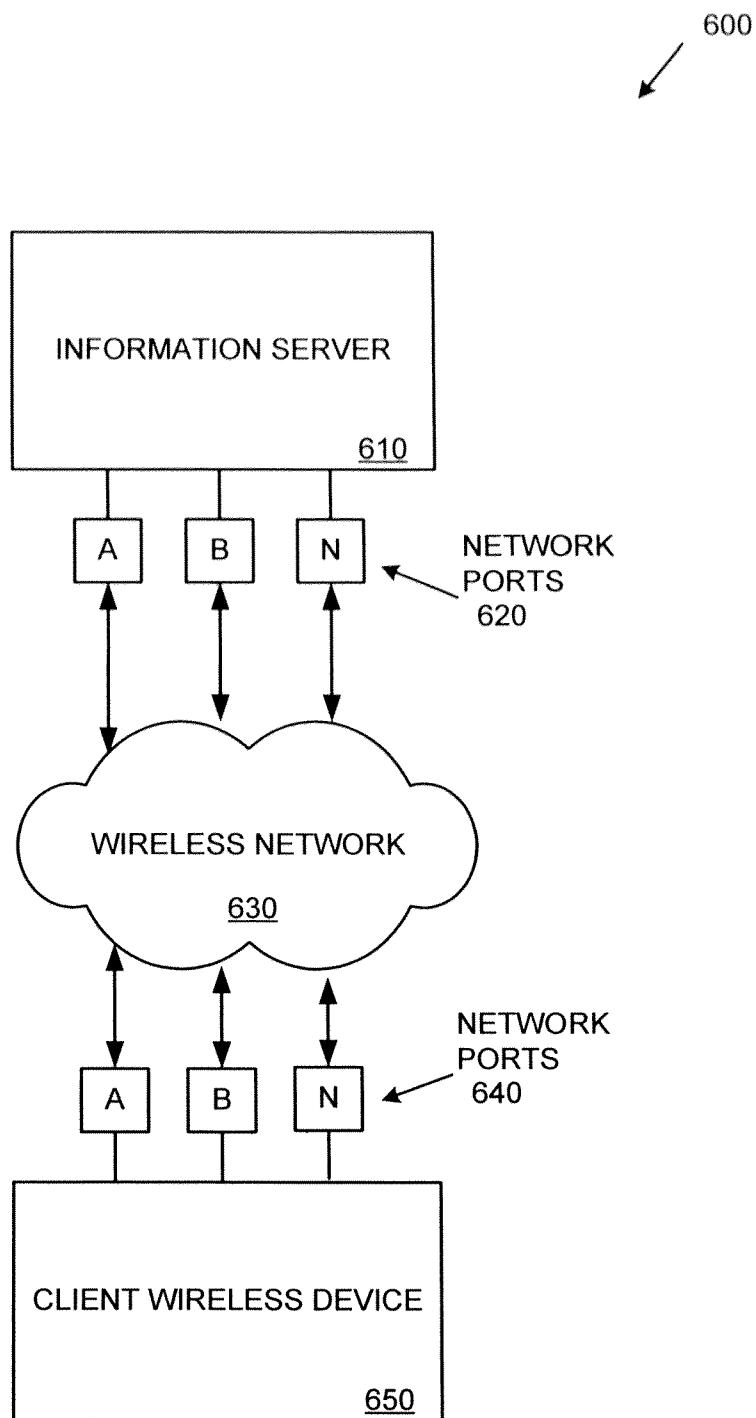 600
INFORMATION SERVER
610
A
B
N
NETWORK
PORTS
620
WIRELESS NETWORK
630
NETWORK
PORTS
640
A
B
N
CLIENT WIRELESS DEVICE
650